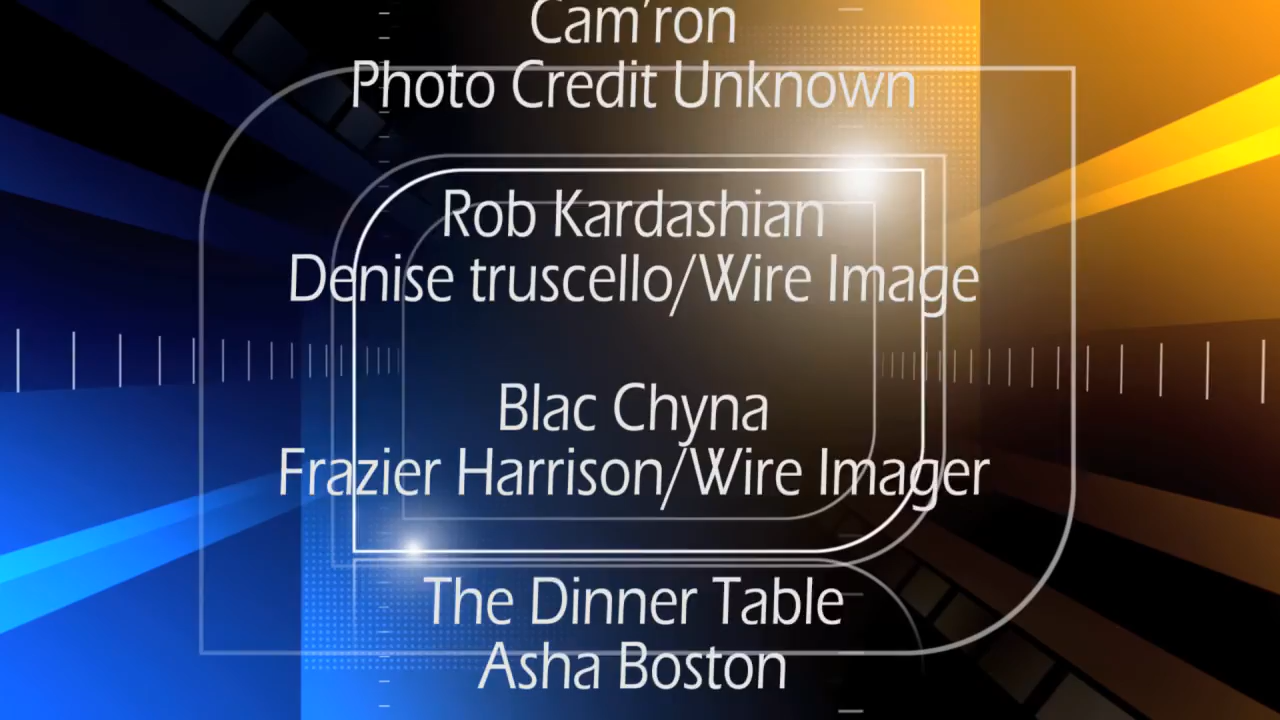 Cam'ron
Photo Credit Unknown
Rob Kardashian
Denise truscello/Wire Image
Blac Chyna
Frazier Harrison/Wire Imager
The Dinner Table
Asha Boston